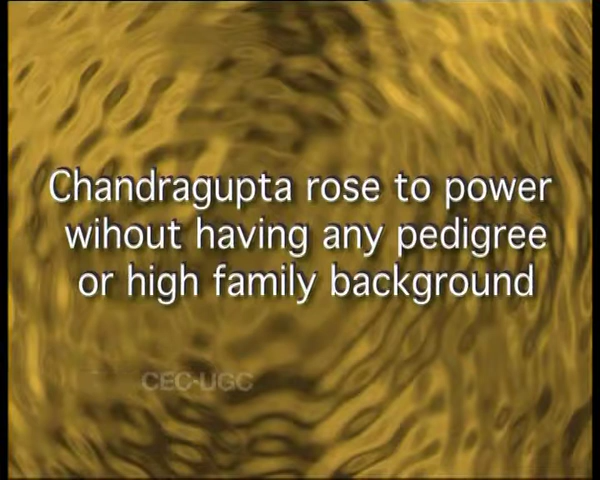 Chandragupta rose to power
wihout having any pedigree
or high family background
CEC-UGC